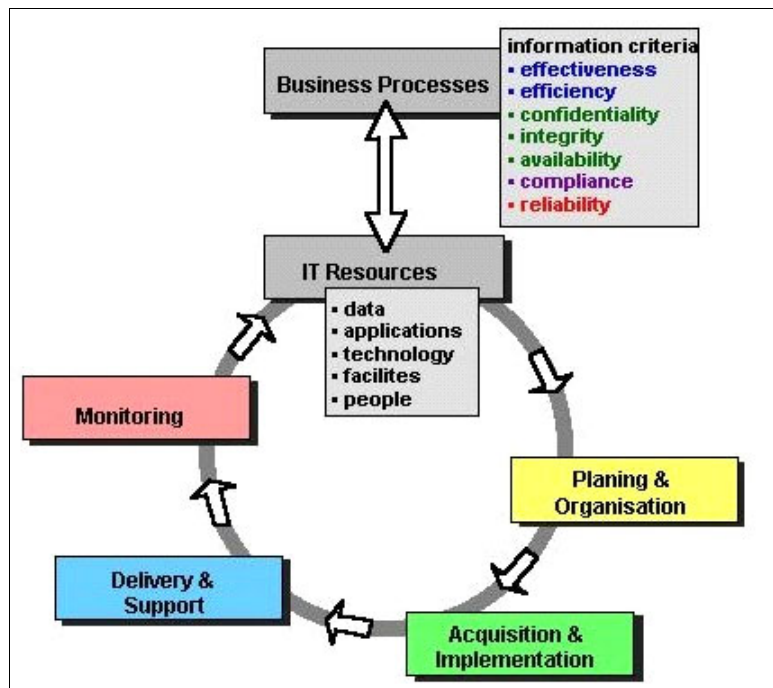 Business Processes
information criteria
▪ effectiveness
▪ efficiency
▪ confidentiality
▪ integrity
▪ availability
▪ compliance
▪ reliability
IT Resources
▪ data
▪ applications
▪ technology
▪ facilites
▪ people
Monitoring
Planing &
Organisation
Delivery &
Support
Acquisition &
Implementation